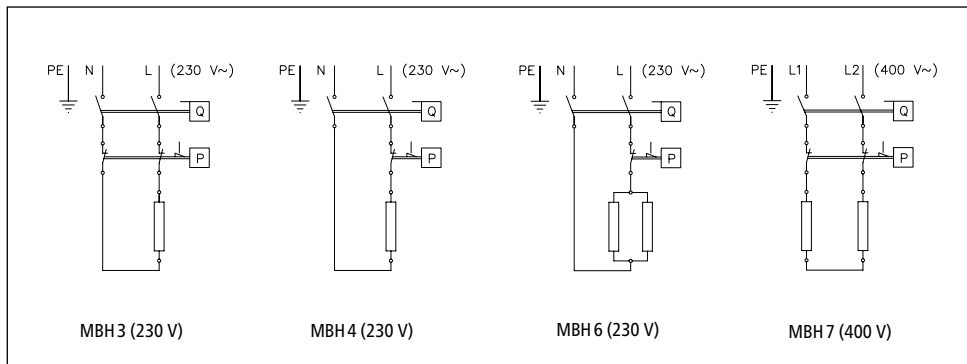 PE N L (230 V~)
Q
P
MBH 3 (230 V)
PE N L (230 V~)
Q
P
MBH 4 (230 V)
PE N L (230 V~)
Q
P
MBH 6 (230 V)
PE L1 L2 (400 V~)
Q
P
MBH 7 (400 V)